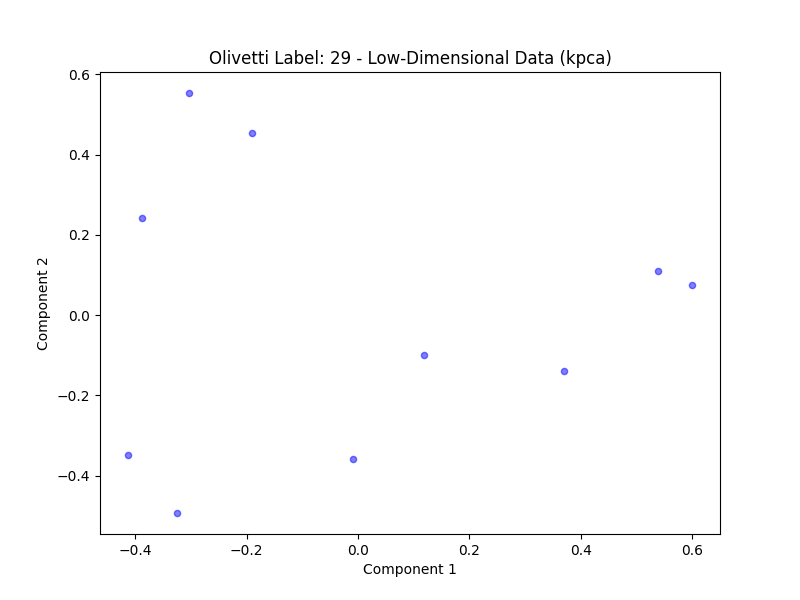 Olivetti Label: 29 - Low-Dimensional Data (kpca)
0.6
0.4
0.2
0.0
−0.2
−0.4
Component 2
−0.4 −0.2 0.0 0.2 0.4 0.6
Component 1